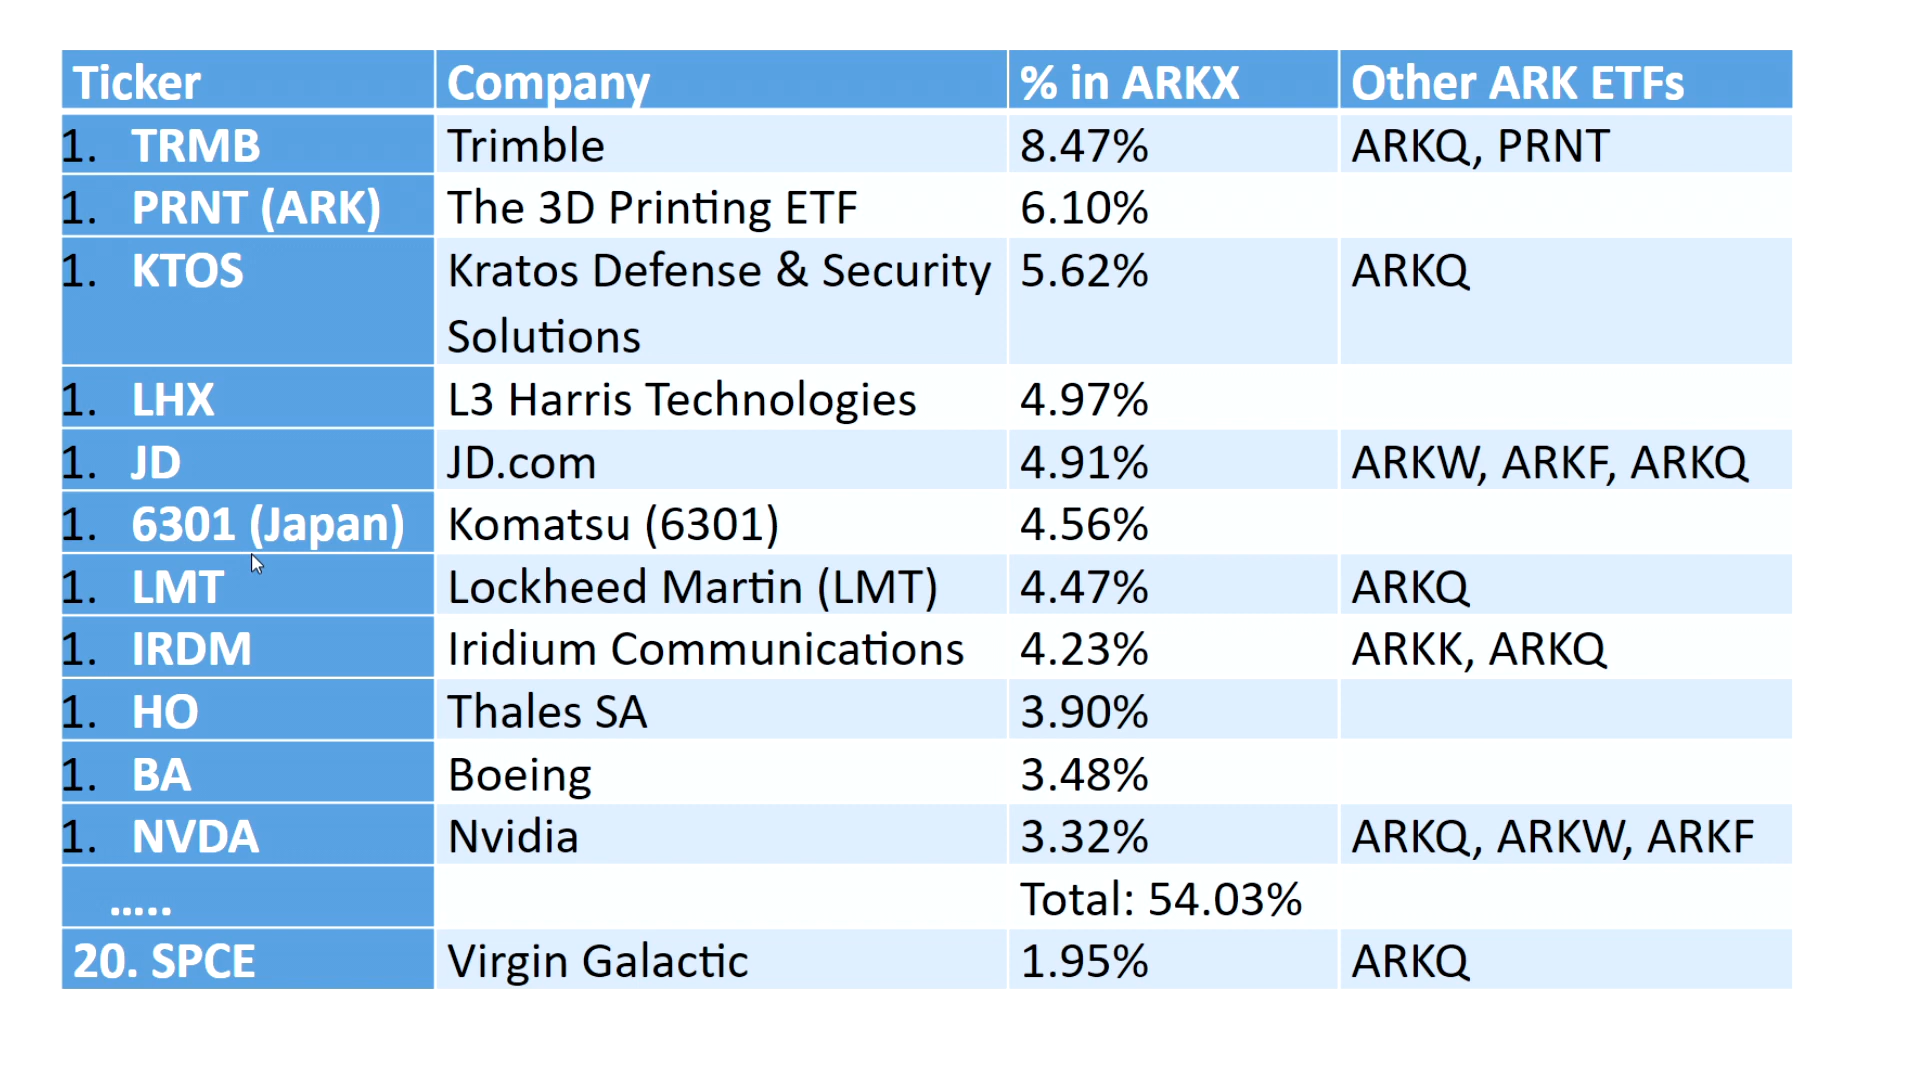 Ticker Company % in ARKX Other ARK ETFs
1. TRMB Trimble 8.47% ARKQ, PRNT
1. PRNT (ARK) The 3D Printing ETF 6.10%
1. KTOS Kratos Defense & Security 5.62% ARKQ
Solutions
1. LHX L3 Harris Technologies 4.97%
1. JD JD.com 4.91% ARKW, ARKF, ARKQ
1. 6301 (Japan) Komatsu (6301) 4.56%
1. LMT Lockheed Martin (LMT) 4.47% ARKQ
1. IRDM Iridium Communications 4.23% ARKK, ARKQ
1. HO Thales SA 3.90%
1. BA Boeing 3.48%
1. NVDA Nvidia 3.32% ARKQ, ARKW, ARKF
..... Total: 54.03%
20. SPCE Virgin Galactic 1.95% ARKQ